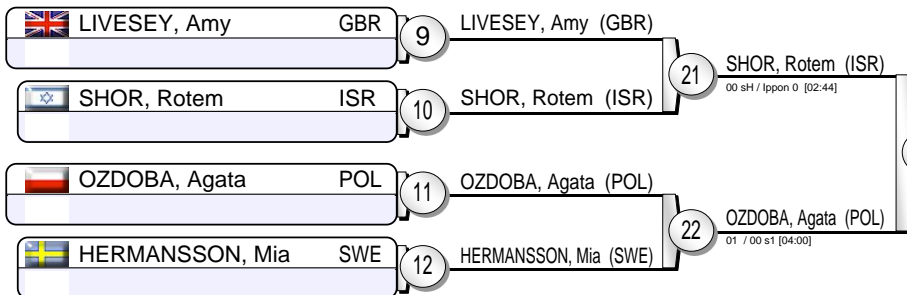 LIVESEY, Amy GBR
9
LIVESEY, Amy (GBR)
SHOR, Rotem ISR
10
SHOR, Rotem (ISR)
21
SHOR, Rotem (ISR)
00 sH / Ippon 0 [02:44]
OZDOBA, Agata POL
11
OZDOBA, Agata (POL)
HERMANSSON, Mia SWE
12
HERMANSSON, Mia (SWE)
22
OZDOBA, Agata (POL)
01 / 00 s1 [04:00]